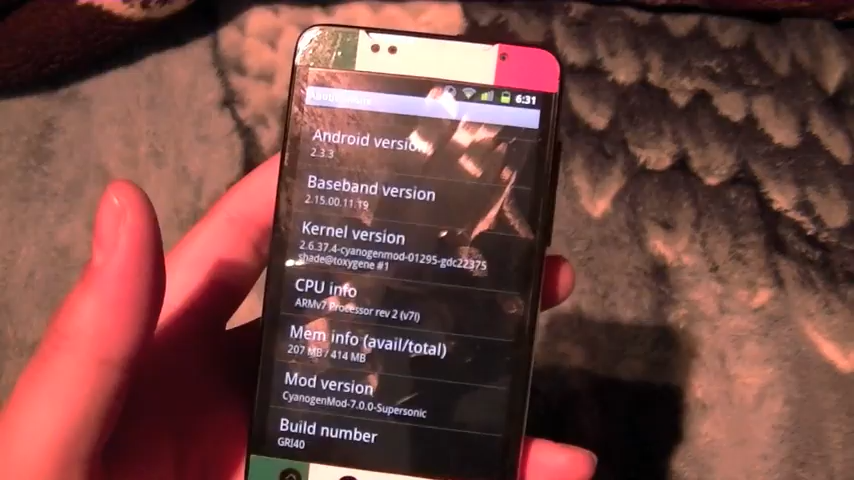 6:31
Android version
2.3.3
Baseband version
2.15.00.11.19
Kernel version
2.6.37.4-cyanogenmod-01295-gdc22375
shade@toxygene #1
CPU info
ARMv7 Processor rev 2 (v7l)
Mem info (avail/total)
207 MB / 414 MB
Mod version
CyanogenMod-7.0.0-Supersonic
Build number
GRI40